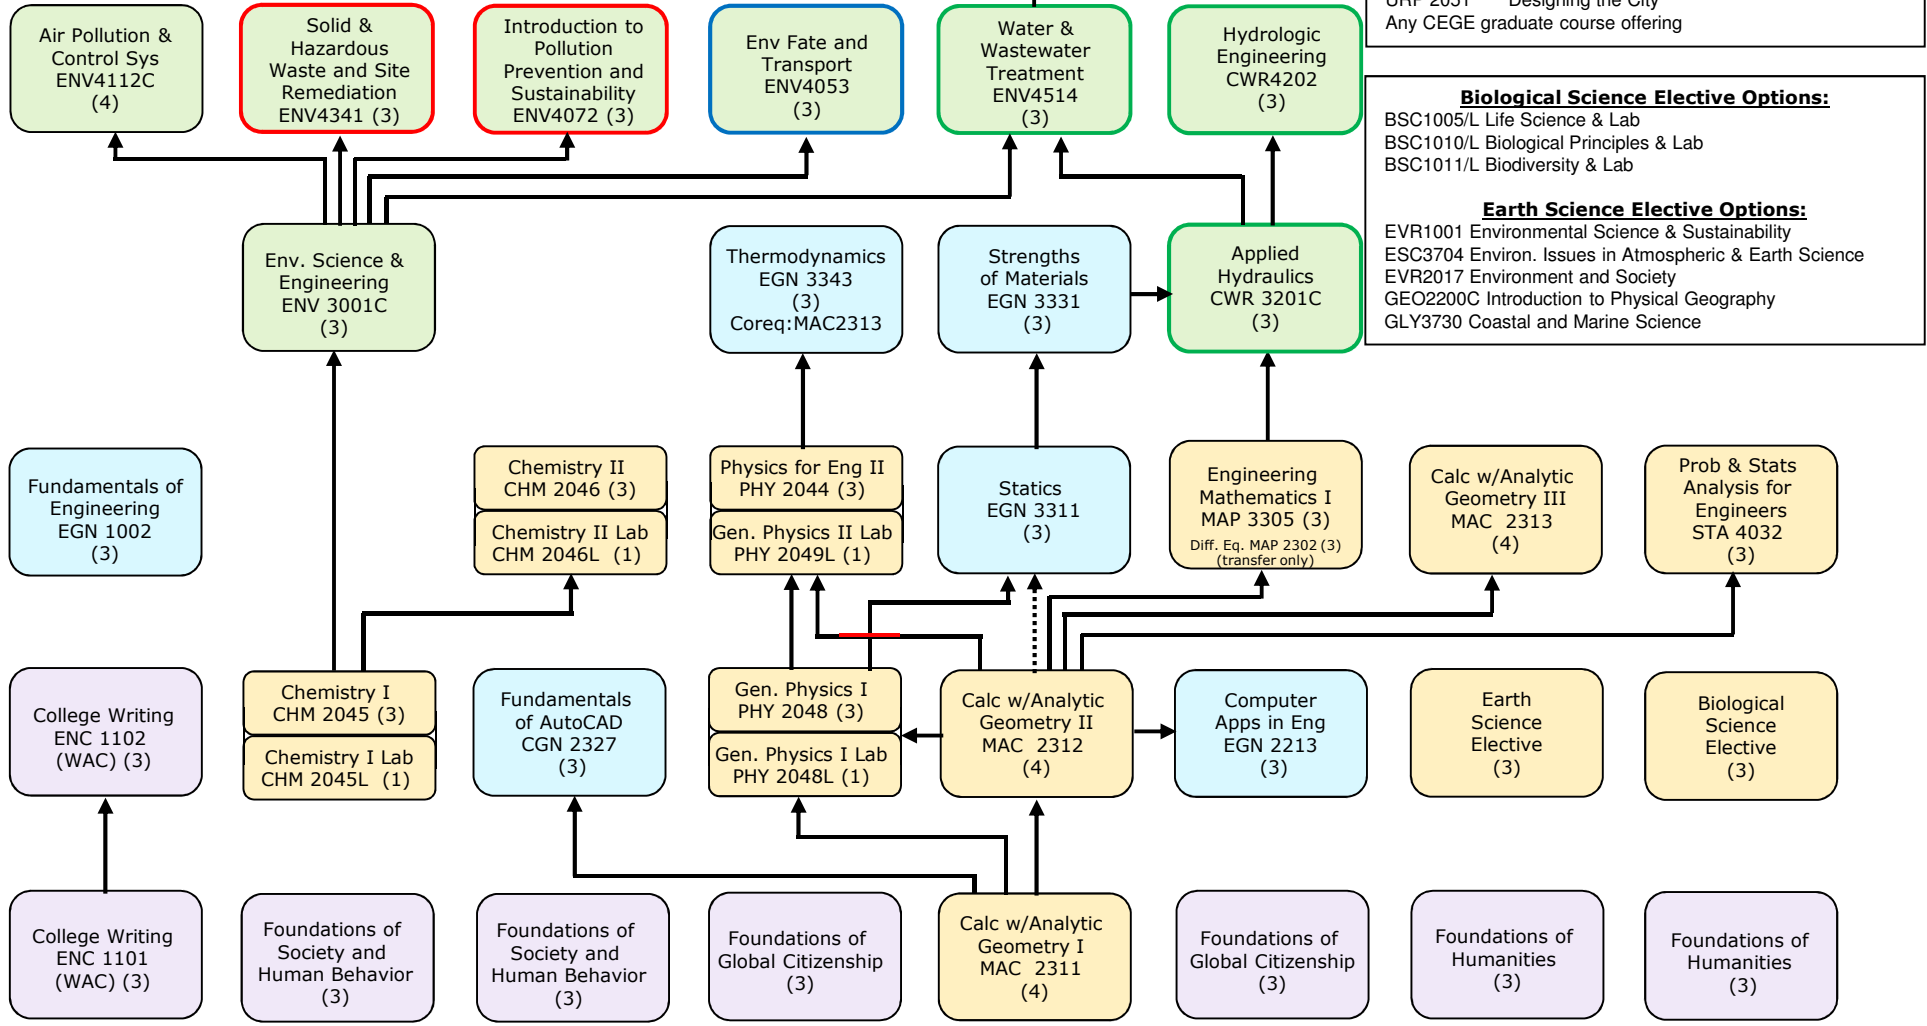 URP 2051 Designing the City
Any CEGE graduate course offering
Air Pollution &
Control Sys
ENV4112C
(4)
Solid &
Hazardous
Waste and Site
Remediation
ENV4341 (3)
Introduction to
Pollution
Prevention and
Sustainability
ENV4072 (3)
Env Fate and
Transport
ENV4053
(3)
Water &
Wastewater
Treatment
ENV4514
(3)
Hydrologic
Engineering
CWR4202
(3)
Biological Science Elective Options:
BSC1005/L Life Science & Lab
BSC1010/L Biological Principles & Lab
BSC1011/L Biodiversity & Lab
Earth Science Elective Options:
EVR1001 Environmental Science & Sustainability
ESC3704 Environ. Issues in Atmospheric & Earth Science
EVR2017 Environment and Society
GEO2200C Introduction to Physical Geography
GLY3730 Coastal and Marine Science
Env. Science &
Engineering
ENV 3001C
(3)
Thermodynamics
EGN 3343
(3)
Coreq:MAC2313
Strengths
of Materials
EGN 3331
(3)
Applied
Hydraulics
CWR 3201C
(3)
Fundamentals of
Engineering
EGN 1002
(3)
Chemistry II
CHM 2046 (3)
Chemistry II Lab
CHM 2046L (1)
Physics for Eng II
PHY 2044 (3)
Gen. Physics II Lab
PHY 2049L (1)
Statics
EGN 3311
(3)
Engineering
Mathematics I
MAP 3305 (3)
Diff. Eq. MAP 2302 (3)
(transfer only)
Calc w/Analytic
Geometry III
MAC 2313
(4)
Prob & Stats
Analysis for
Engineers
STA 4032
(3)
College Writing
ENC 1102
(WAC) (3)
Chemistry I
CHM 2045 (3)
Chemistry I Lab
CHM 2045L (1)
Fundamentals
of AutoCAD
CGN 2327
(3)
Gen. Physics I
PHY 2048 (3)
Gen. Physics I Lab
PHY 2048L (1)
Calc w/Analytic
Geometry II
MAC 2312
(4)
Computer
Apps in Eng
EGN 2213
(3)
Earth
Science
Elective
(3)
Biological
Science
Elective
(3)
College Writing
ENC 1101
(WAC) (3)
Foundations of
Society and
Human Behavior
(3)
Foundations of
Society and
Human Behavior
(3)
Foundations of
Global Citizenship
(3)
Calc w/Analytic
Geometry I
MAC 2311
(4)
Foundations of
Global Citizenship
(3)
Foundations of
Humanities
(3)
Foundations of
Humanities
(3)